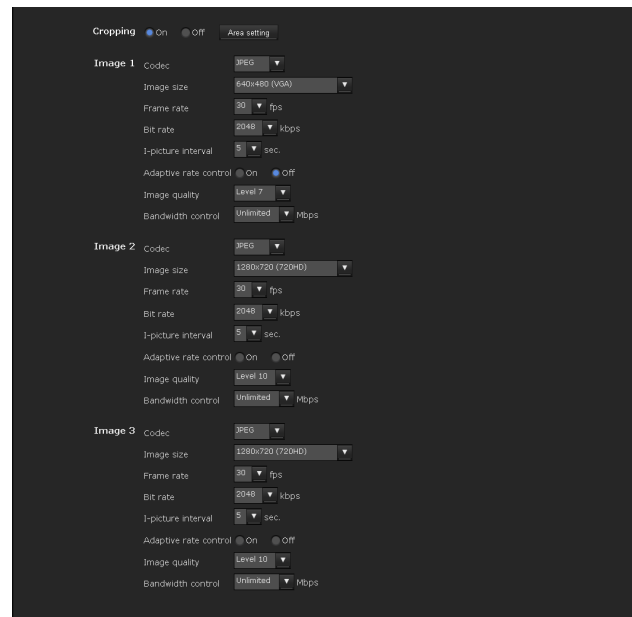 Cropping On Off Area setting
Image 1 Codec JPEG
Image size 640x480 (VGA)
Frame rate 30 fps
Bit rate 2048 kbps
I-picture interval 5 sec.
Adaptive rate control On Off
Image quality Level 7
Bandwidth control Unlimited Mbps
Image 2 Codec JPEG
Image size 1280x720 (720HD)
Frame rate 30 fps
Bit rate 2048 kbps
I-picture interval 5 sec.
Adaptive rate control On Off
Image quality Level 10
Bandwidth control Unlimited Mbps
Image 3 Codec JPEG
Image size 1280x720 (720HD)
Frame rate 30 fps
Bit rate 2048 kbps
I-picture interval 5 sec.
Adaptive rate control On Off
Image quality Level 10
Bandwidth control Unlimited Mbps